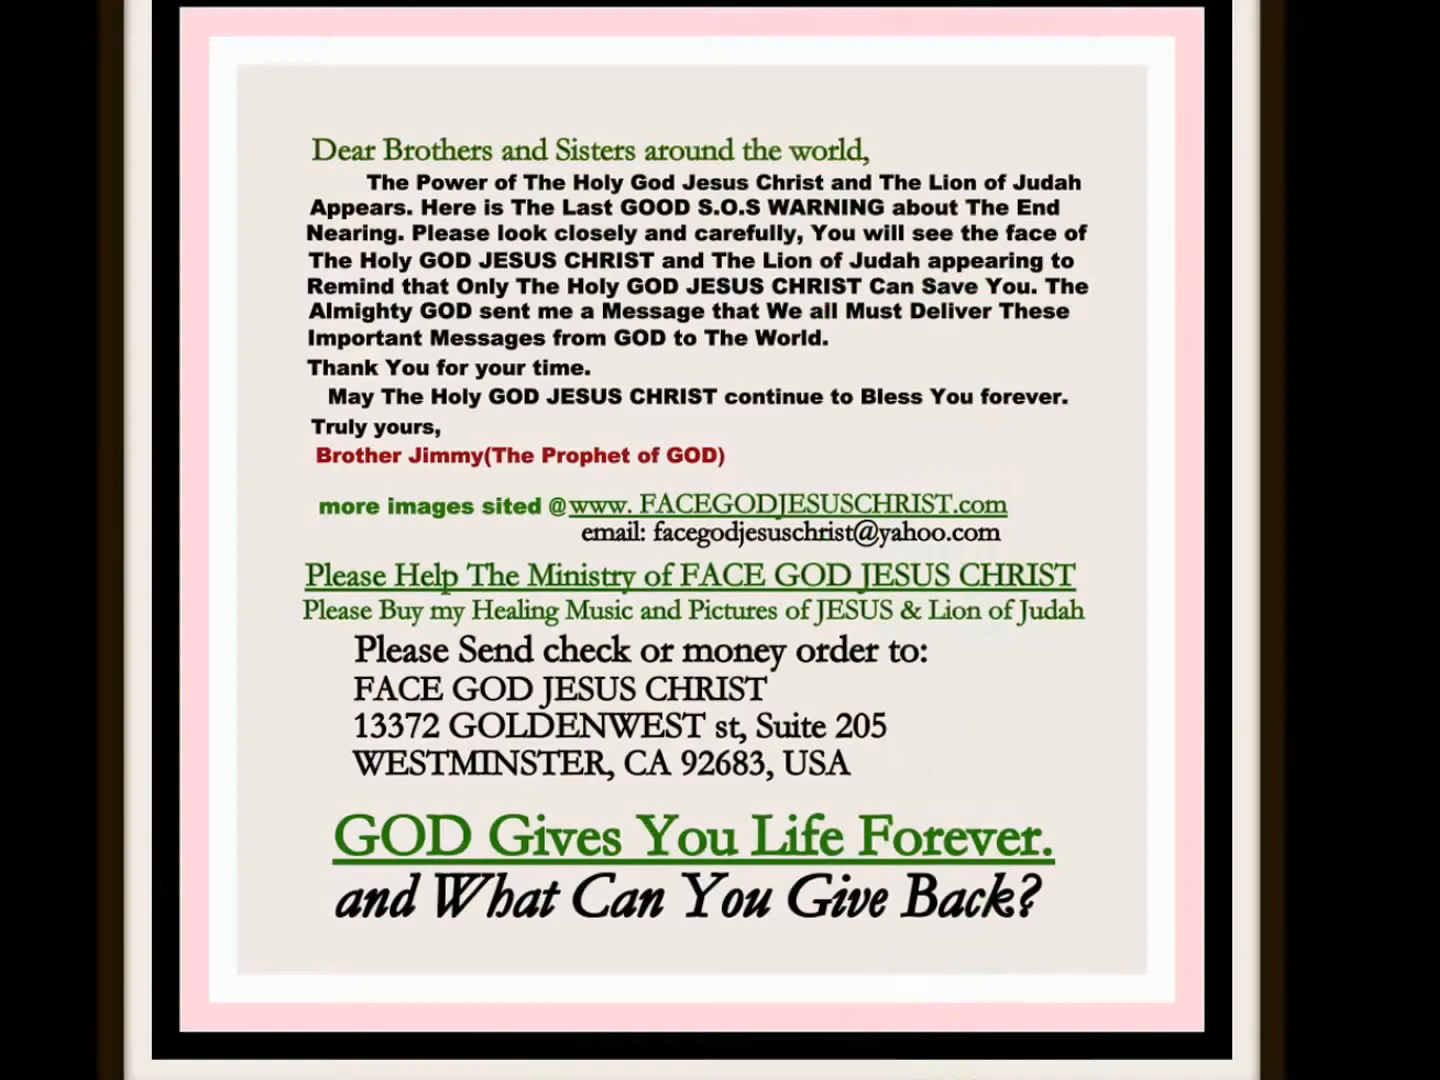 Dear Brothers and Sisters around the world,
The Power of The Holy God Jesus Christ and The Lion of Judah
Appears. Here is The Last GOOD S.O.S WARNING about The End
Nearing. Please look closely and carefully, You will see the face of
The Holy GOD JESUS CHRIST and The Lion of Judah appearing to
Remind that Only The Holy GOD JESUS CHRIST Can Save You. The
Almighty GOD sent me a Message that We all Must Deliver These
Important Messages from GOD to The World.
Thank You for your time.
May The Holy GOD JESUS CHRIST continue to Bless You forever.
Truly yours,
Brother Jimmy(The Prophet of GOD)
more images sited @www. FACEGODJESUSCHRIST.com
email: facegodjesuschrist@yahoo.com
Please Help The Ministry of FACE GOD JESUS CHRIST
Please Buy my Healing Music and Pictures of JESUS & Lion of Judah
Please Send check or money order to:
FACE GOD JESUS CHRIST
13372 GOLDENWEST st, Suite 205
WESTMINSTER, CA 92683, USA
GOD Gives You Life Forever.
and What Can You Give Back?